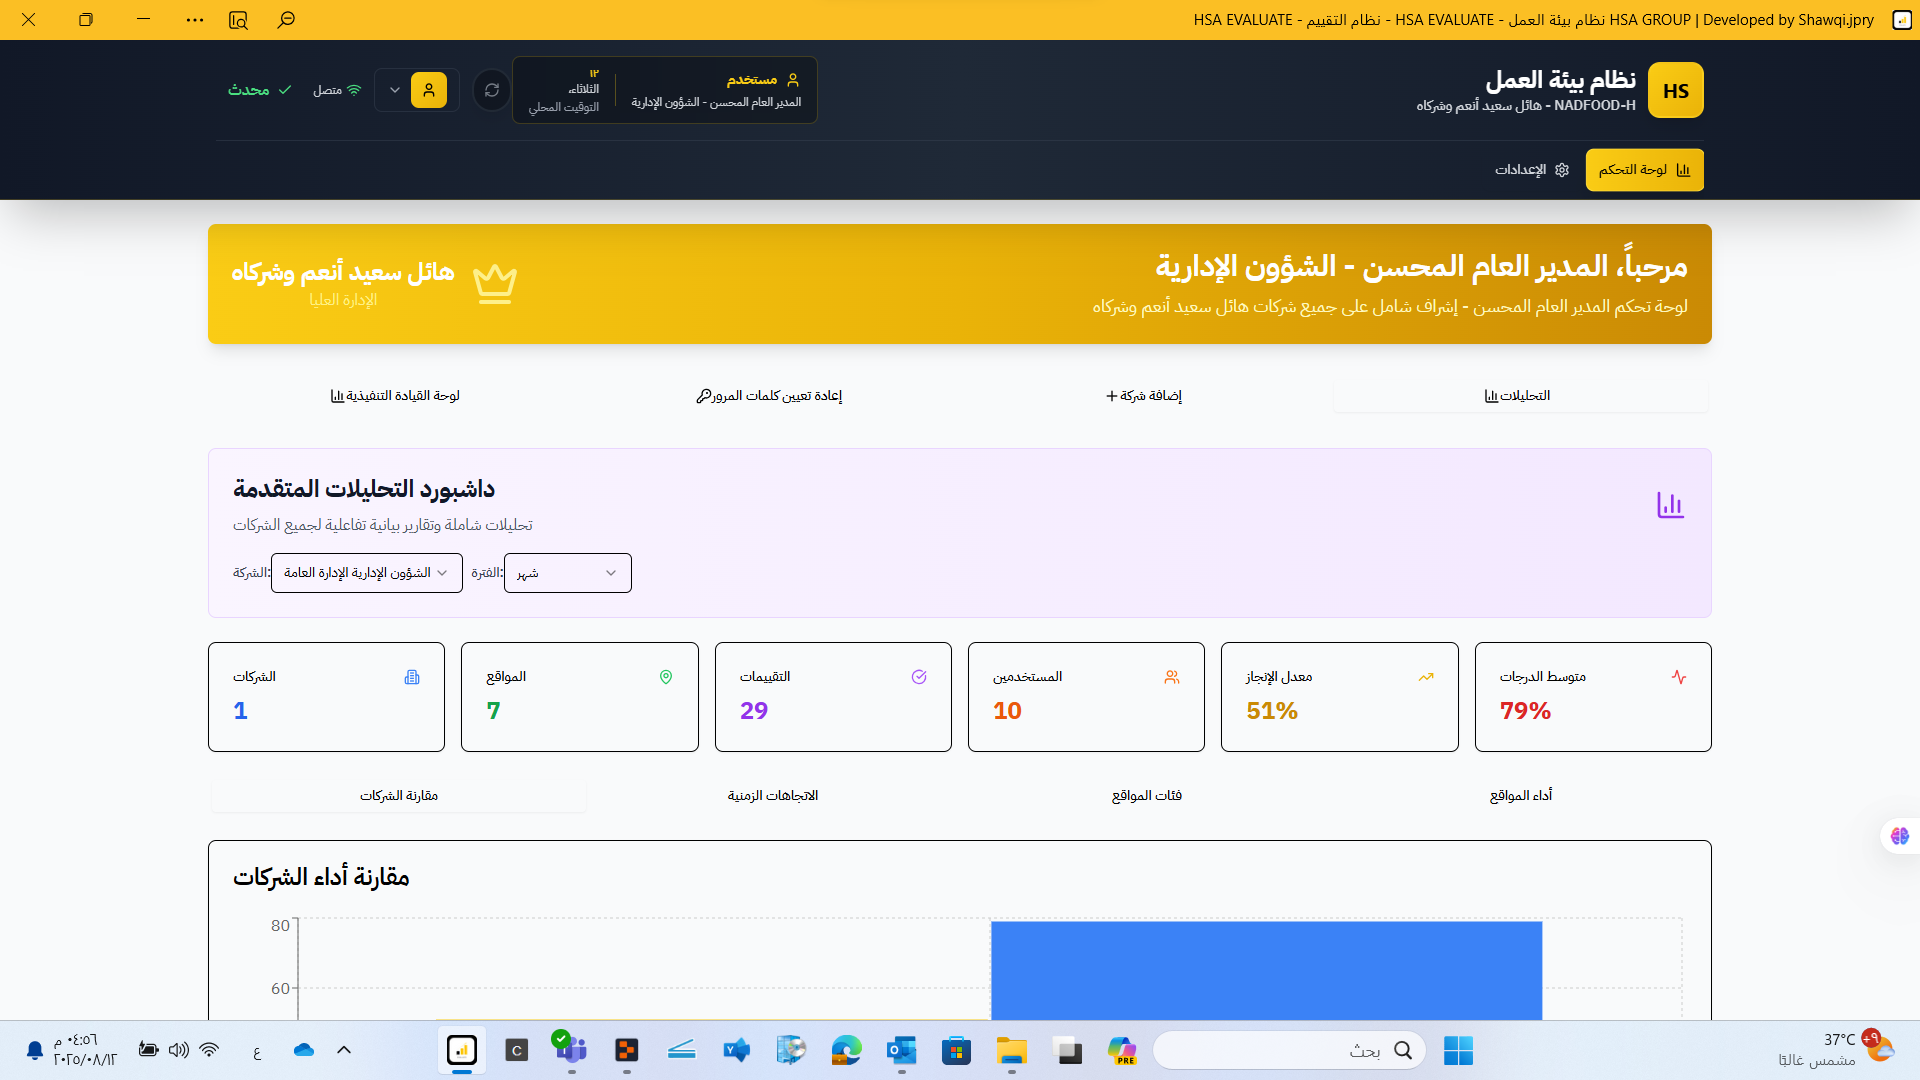 HSA EVALUATE - نظام التقييم - HSA EVALUATE - نظام بيئة العمل HSA GROUP | Developed by Shawqi.jpry
HS
نظام بيئة العمل
NADFOOD-H - هائل سعيد أنعم وشركاه
مستخدم
المدير العام المحسن - الشؤون الإدارية
١٢
الثلاثاء،
التوقيت المحلي
متصل
محدث
لوحة التحكم
الإعدادات
مرحباً، المدير العام المحسن - الشؤون الإدارية
لوحة تحكم المدير العام المحسن - إشراف شامل على جميع شركات هائل سعيد أنعم وشركاه
هائل سعيد أنعم وشركاه
الإدارة العليا
التحليلات
إضافة شركة
إعادة تعيين كلمات المرور
لوحة القيادة التنفيذية
داشبورد التحليلات المتقدمة
تحليلات شاملة وتقارير بيانية تفاعلية لجميع الشركات
الفترة:
شهر
الشركة:
الشؤون الإدارية الإدارة العامة
متوسط الدرجات
79%
معدل الإنجاز
51%
المستخدمين
10
التقييمات
29
المواقع
7
الشركات
1
أداء المواقع
فئات المواقع
الاتجاهات الزمنية
مقارنة الشركات
مقارنة أداء الشركات
80
60
37°C
مشمس غالبًا
+٩
بحث
PRE
C
ع
٠٤:٥٦ م
٢٠٢٥/٠٨/١٢